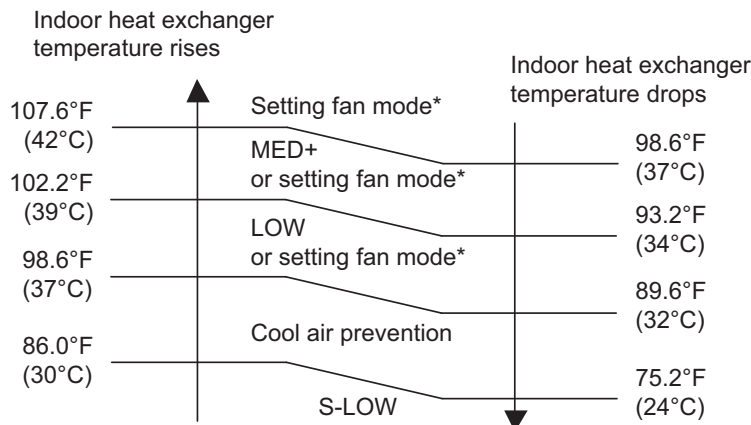 Indoor heat exchanger
temperature rises
Indoor heat exchanger
temperature drops
107.6°F
(42°C)
Setting fan mode*
98.6°F
(37°C)
MED+
or setting fan mode*
102.2°F
(39°C)
93.2°F
(34°C)
LOW
or setting fan mode*
98.6°F
(37°C)
89.6°F
(32°C)
Cool air prevention
86.0°F
(30°C)
75.2°F
(24°C)
S-LOW